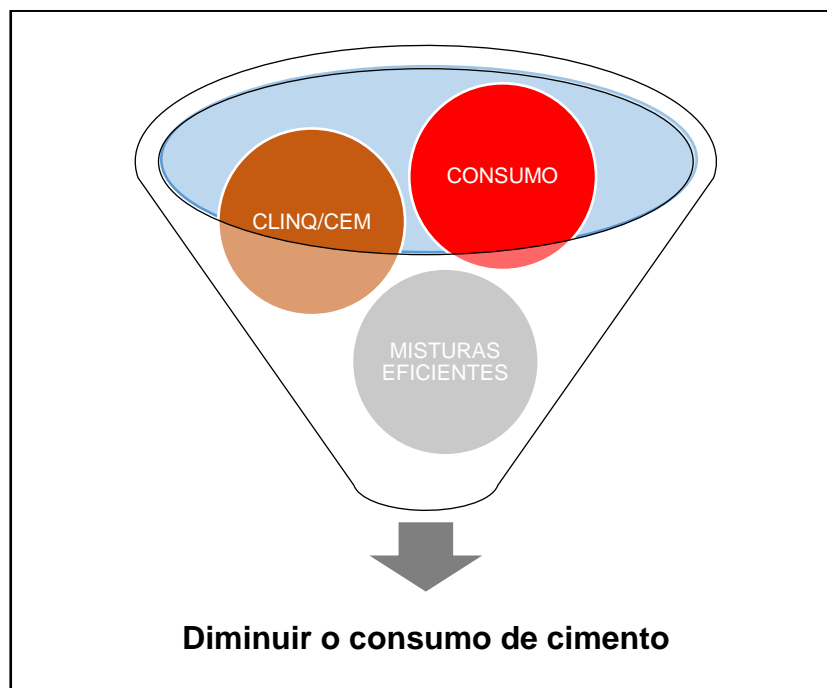 CONSUMO
CLINQ/CEM
MISTURAS
EFICIENTES
Diminuir o consumo de cimento